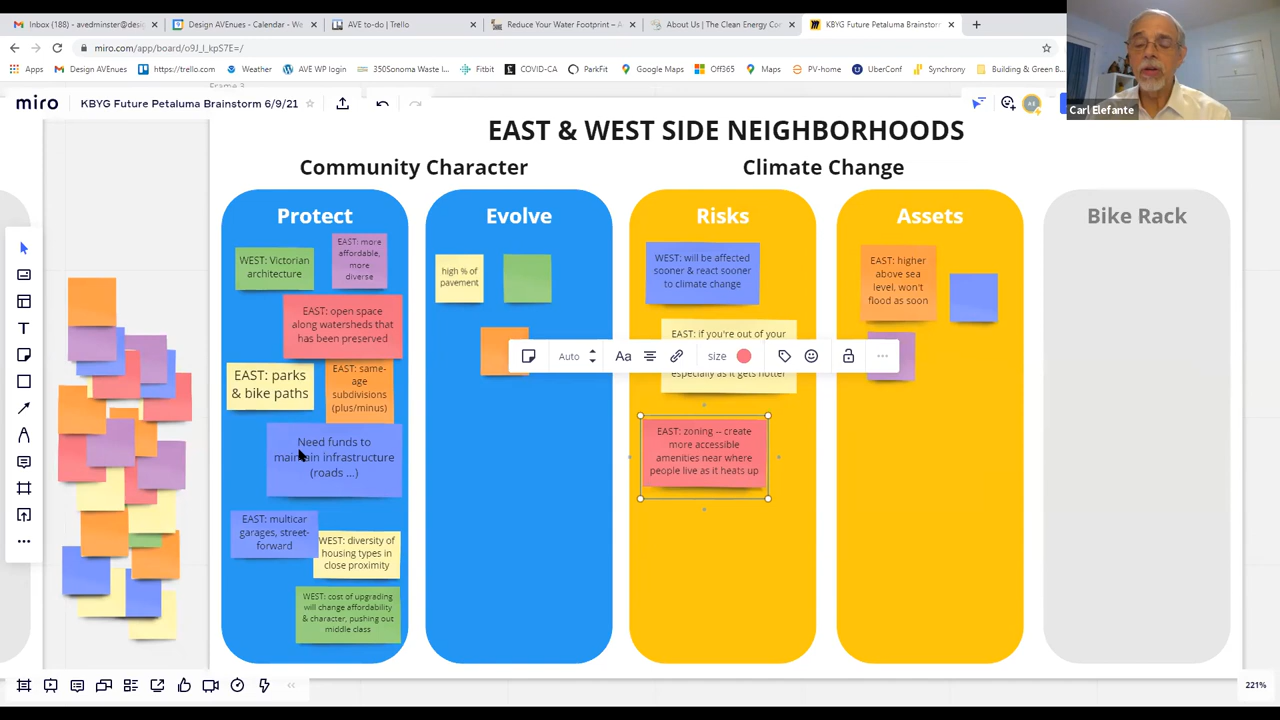 Inbox (188) - avedminster@desig
Design AVEnues - Calendar - We
AVE to-do | Trello
Reduce Your Water Footprint – A
About Us | The Clean Energy Co
KBYG Future Petaluma Brainstorm
miro.com/app/board/o9J_l_kpS7E=/
Apps
Design AVEnues
https://trello.com
Weather
AVE WP login
350Sonoma Waste I...
Fitbit
COVID-CA
ParkFit
Google Maps
Off365
Maps
PV-home
UberConf
Synchrony
Building & Green B...
Carl Elefante
Frame 3
miro
KBYG Future Petaluma Brainstorm 6/9/21
EAST & WEST SIDE NEIGHBORHOODS
Community Character
Climate Change
Protect
WEST: Victorian
architecture
EAST: more
affordable,
more
diverse
EAST: open space
along watersheds that
has been preserved
EAST: parks
& bike paths
EAST: same-
age
subdivisions
(plus/minus)
Need funds to
maintain infrastructure
(roads ...)
EAST: multicar
garages, street-
forward
WEST: diversity of
housing types in
close proximity
WEST: cost of upgrading
will change affordability
& character, pushing out
middle class
Evolve
high % of
pavement
Risks
WEST: will be affected
sooner & react sooner
to climate change
EAST: if you're out of your
especially as it gets hotter
Auto
Aa
size
EAST: zoning -- create
more accessible
amenities near where
people live as it heats up
Assets
EAST: higher
above sea
level, won't
flood as soon
Bike Rack
221%